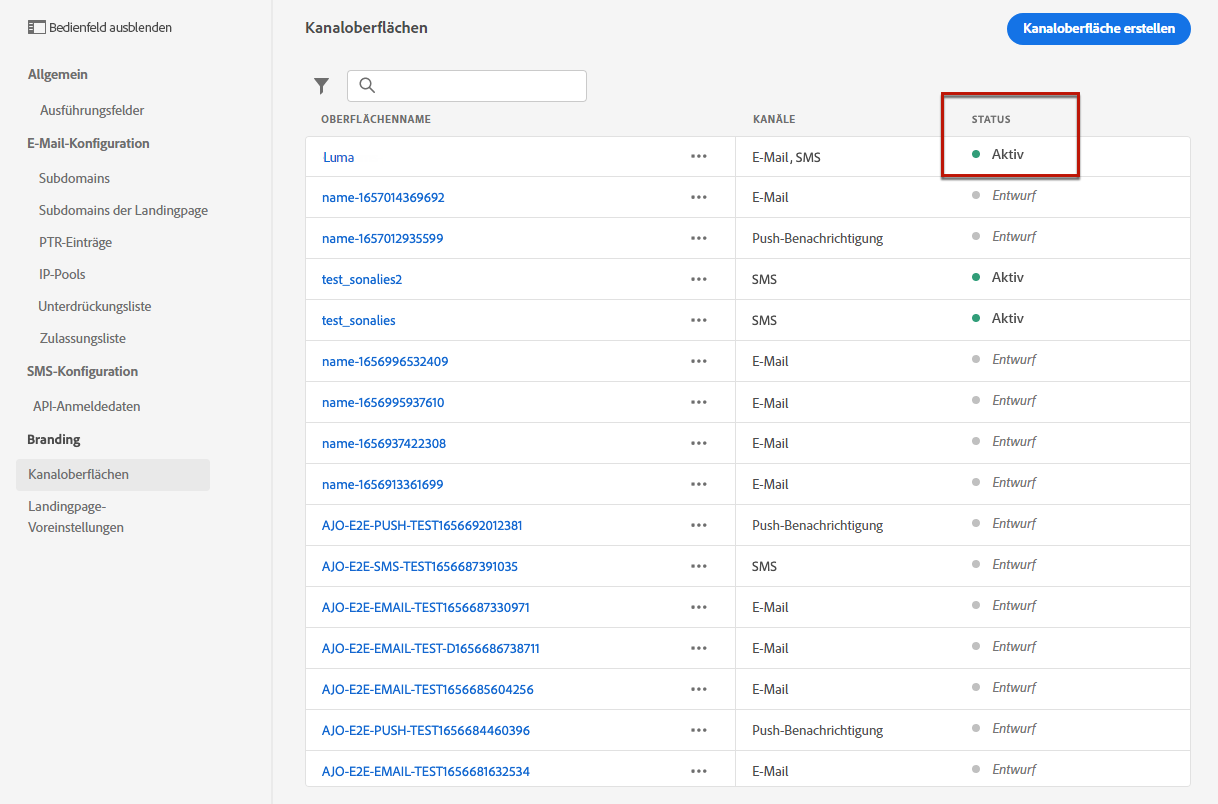 Bedienfeld ausblenden
Allgemein
Ausführungsfelder
E-Mail-Konfiguration
Subdomains
Subdomains der Landingpage
PTR-Einträge
IP-Pools
Unterdrückungsliste
Zulassungsliste
SMS-Konfiguration
API-Anmeldedaten
Branding
Kanaloberflächen
Landingpage-
Voreinstellungen
Kanaloberflächen
Kanaloberfläche erstellen
OBERFLÄCHENNAME KANÄLE STATUS
Luma E-Mail, SMS Aktiv
name-1657014369692 E-Mail Entwurf
name-1657012935599 Push-Benachrichtigung Entwurf
test_sonalies2 SMS Aktiv
test_sonalies SMS Aktiv
name-1656996532409 E-Mail Entwurf
name-1656995937610 E-Mail Entwurf
name-1656937422308 E-Mail Entwurf
name-1656913361699 E-Mail Entwurf
AJO-E2E-PUSH-TEST1656692012381 Push-Benachrichtigung Entwurf
AJO-E2E-SMS-TEST1656687391035 SMS Entwurf
AJO-E2E-EMAIL-TEST1656687330971 E-Mail Entwurf
AJO-E2E-EMAIL-TEST-D1656686738711 E-Mail Entwurf
AJO-E2E-EMAIL-TEST1656685604256 E-Mail Entwurf
AJO-E2E-PUSH-TEST1656684460396 Push-Benachrichtigung Entwurf
AJO-E2E-EMAIL-TEST1656681632534 E-Mail Entwurf